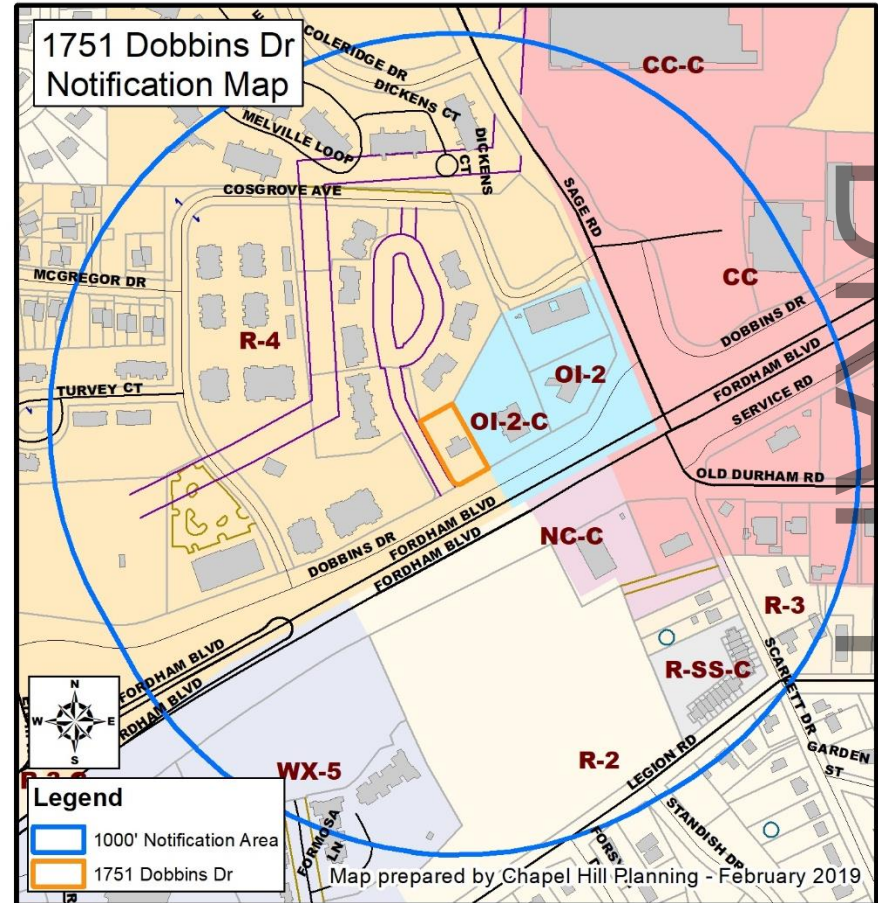 1751 Dobbins Dr
Notification Map
COLERIDGE DR
CC-C
DICKENS CT
MELVILLE LOOP
DICKENS
CT
COSGROVE AVE
SAGE RD
MCGREGOR DR
CC
R-4
DOBBINS DR
FORDHAM BLVD
OI-2
SERVICE RD
TURVEY CT
OI-2-C
OLD DURHAM RD
FORDHAM BLVD
DOBBINS DR
FORDHAM BLVD
NC-C
R-3
R-SS-C
FORDHAM BLVD
SCARLETT DR
N
W E
S
GARDEN
ST
WX-5
R-2
LEGION RD
Legend
1000' Notification Area
1751 Dobbins Dr
FORMOSA
LN
STANDISH DR
Map prepared by Chapel Hill Planning - February 2019